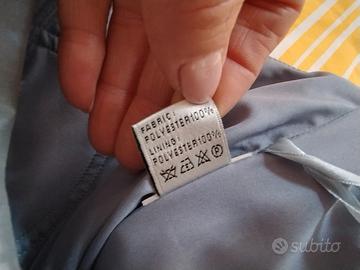 FABRIC:
POLYESTER100%
LINING:
POLYESTER100%
P
subito